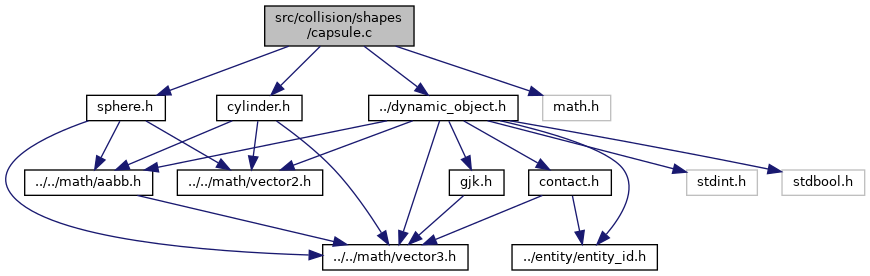 src/collision/shapes
/capsule.c
sphere.h
cylinder.h
../dynamic_object.h
math.h
../../math/aabb.h
../../math/vector2.h
gjk.h
contact.h
stdint.h
stdbool.h
../../math/vector3.h
../entity/entity_id.h